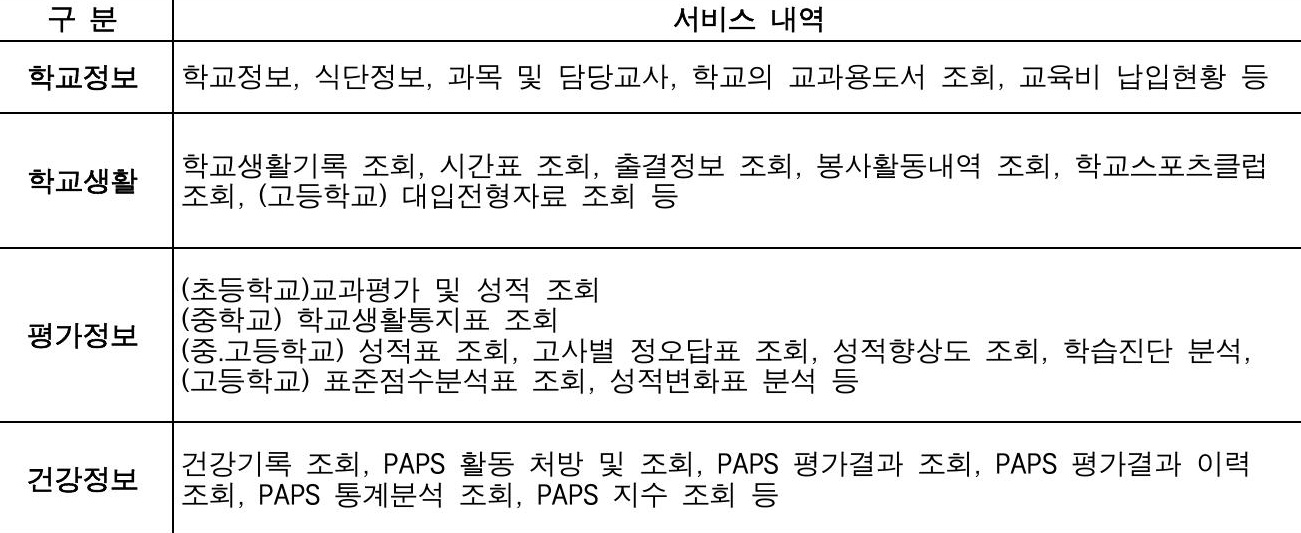 구 분 서비스 내역
학교정보 학교정보, 식단정보, 과목 및 담당교사, 학교의 교과용도서 조회, 교육비 납입현황 등
학교생활 학교생활기록 조회, 시간표 조회, 출결정보 조회, 봉사활동내역 조회, 학교스포츠클럽
조회, (고등학교) 대입전형자료 조회 등
평가정보 (초등학교)교과평가 및 성적 조회
(중학교) 학교생활통지표 조회
(중.고등학교) 성적표 조회, 고사별 정오답표 조회, 성적향상도 조회, 학습진단 분석,
(고등학교) 표준점수분석표 조회, 성적변화표 분석 등
건강정보 건강기록 조회, PAPS 활동 처방 및 조회, PAPS 평가결과 조회, PAPS 평가결과 이력
조회, PAPS 통계분석 조회, PAPS 지수 조회 등